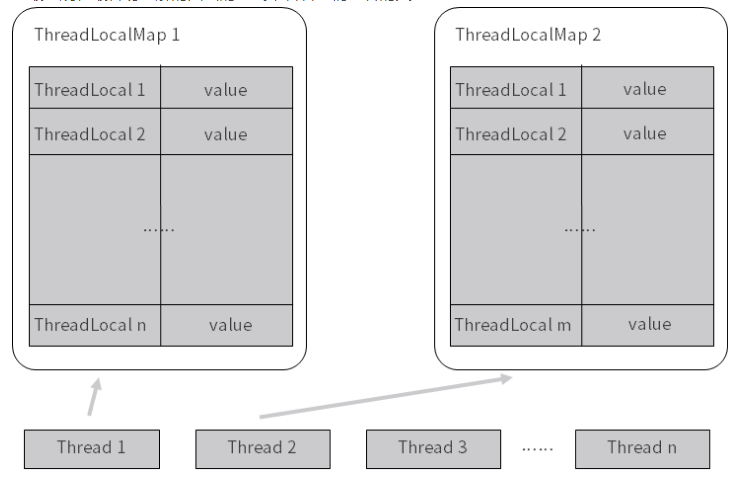 ThreadLocalMap 1
ThreadLocal 1 value
ThreadLocal 2 value
······
ThreadLocal n value
ThreadLocalMap 2
ThreadLocal 1 value
ThreadLocal 2 value
······
ThreadLocal m value
Thread 1 Thread 2 Thread 3 ······ Thread n